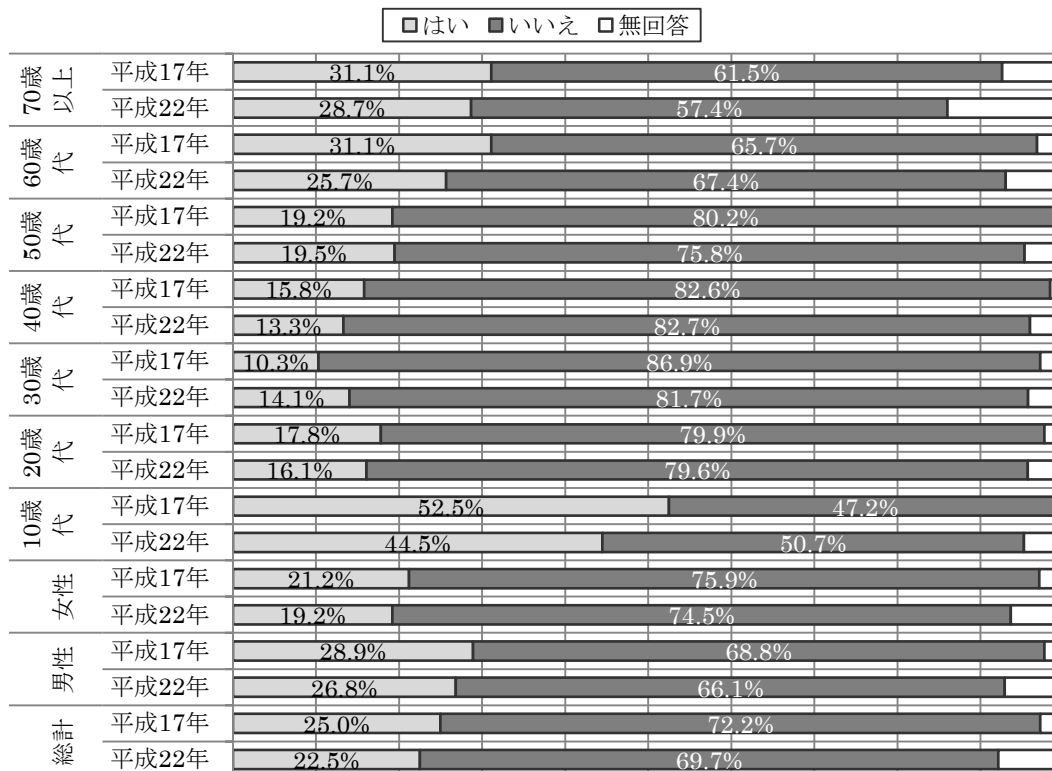 はい いいえ 無回答
70歳以上
平成17年 31.1% 61.5%
平成22年 28.7% 57.4%
60歳代
平成17年 31.1% 65.7%
平成22年 25.7% 67.4%
50歳代
平成17年 19.2% 80.2%
平成22年 19.5% 75.8%
40歳代
平成17年 15.8% 82.6%
平成22年 13.3% 82.7%
30歳代
平成17年 10.3% 86.9%
平成22年 14.1% 81.7%
20歳代
平成17年 17.8% 79.9%
平成22年 16.1% 79.6%
10歳代
平成17年 52.5% 47.2%
平成22年 44.5% 50.7%
女性
平成17年 21.2% 75.9%
平成22年 19.2% 74.5%
男性
平成17年 28.9% 68.8%
平成22年 26.8% 66.1%
総計
平成17年 25.0% 72.2%
平成22年 22.5% 69.7%